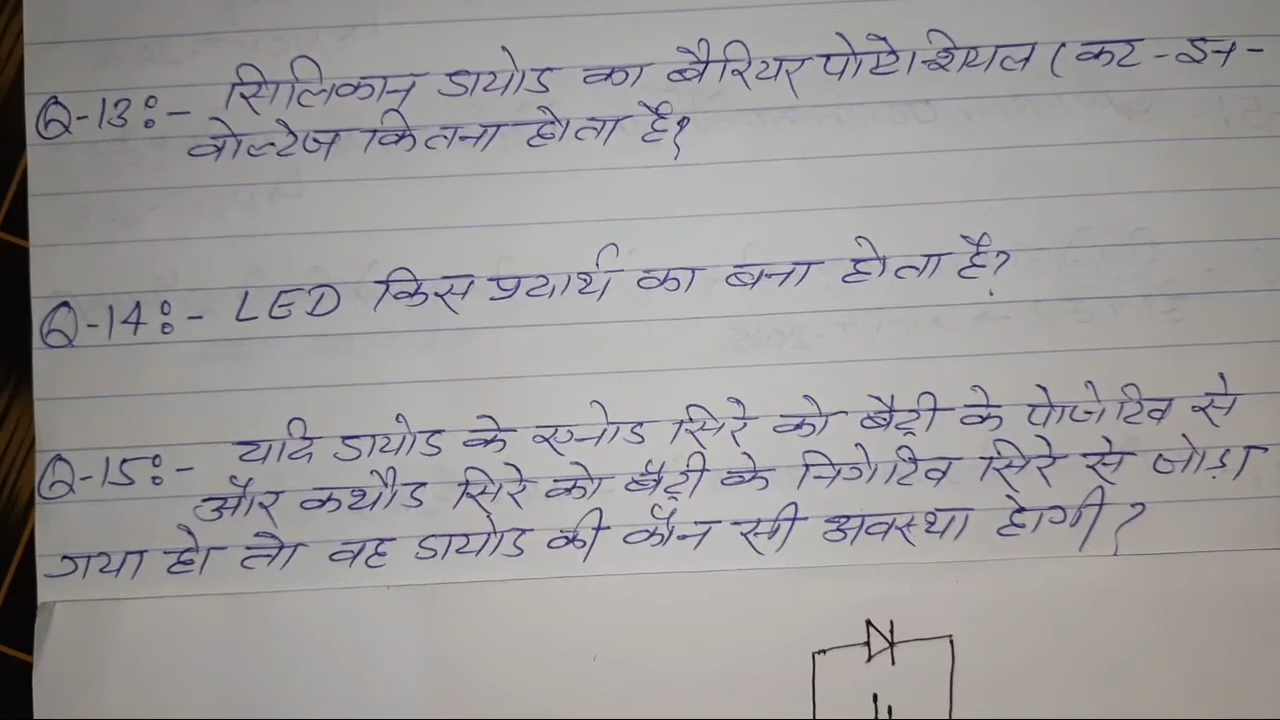 Q-13:- सिलिकान डायोड का बैरियर पोटेंशियल (कट-इन-
वोल्टेज कितना होता है?
Q-14:- LED किस प्रदार्थ का बना होता है?
Q-15:- यदि डायोड के एनोड सिरे को बैट्री के पोजेटिव से
और कथौड सिरे को बैट्री के निगेटिव सिरे से जोड़ा
गया हो तो वह डायोड की कौन सी अवस्था होगी?